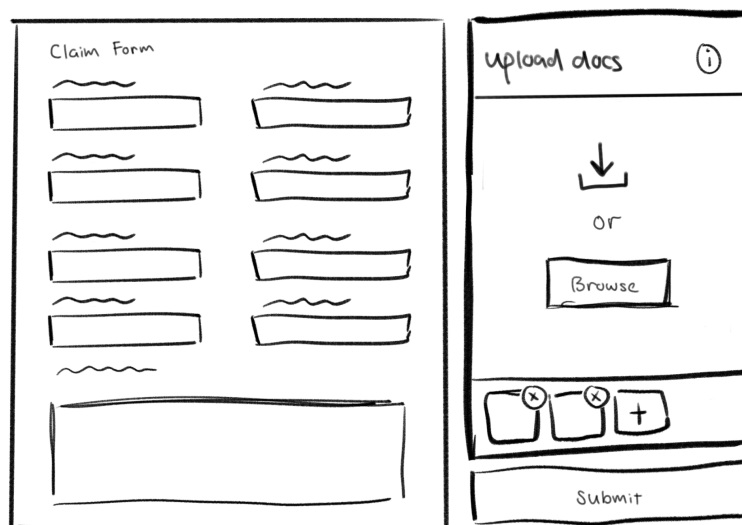 Claim Form
upload docs i
or
Browse
x x +
Submit